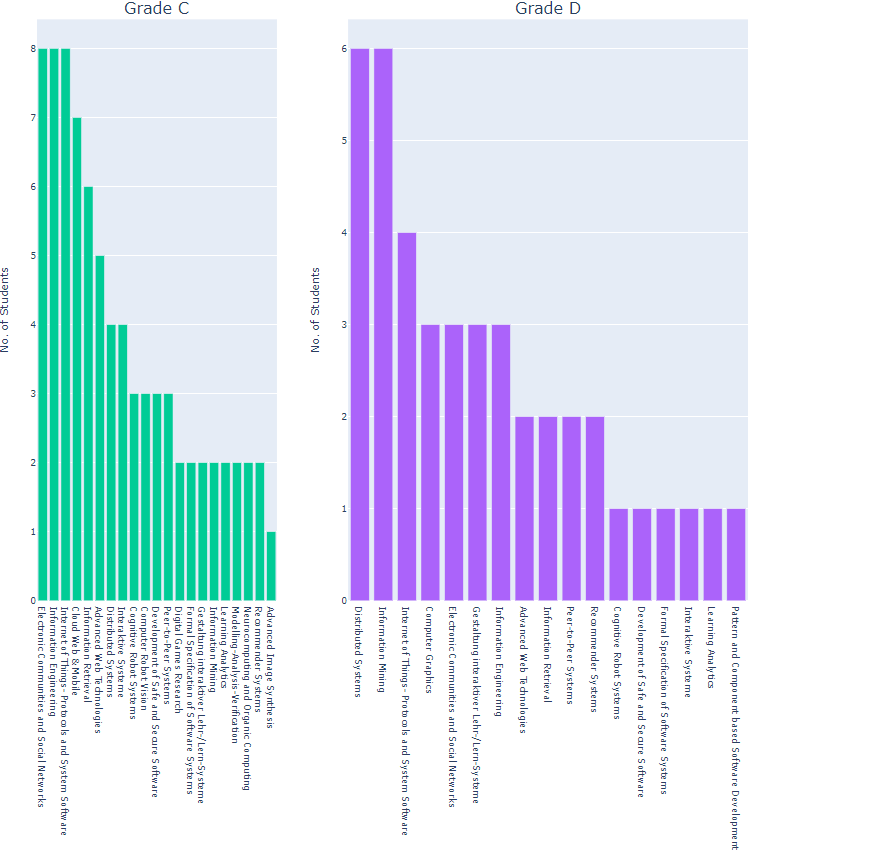 Grade C
Grade D
No. of Students
8
7
6
5
4
3
2
1
0
Electronic Communities and Social Networks
Information Engineering
Internet of Things- Protocols and System Software
Cloud Web &Mobile
Information Retrieval
Advanced Web Technologies
Distributed Systems
Interaktive Systeme
Cognitive Robot Systems
Computer Robot Vision
Development of Safe and Secure Software
Peer-to-Peer Systems
Digital Games Research
Formal Specification of Software Systems
Gestaltung interaktiver Lehr-/Lern-Systeme
Information Mining
Learning Analytics
Modelling-Analysis-Verification
Neurocomputing and Organic Computing
Recommender Systems
Advanced Image Synthesis
No. of Students
6
5
4
3
2
1
0
Distributed Systems
Information Mining
Internet of Things- Protocols and System Software
Computer Graphics
Electronic Communities and Social Networks
Gestaltung interaktiver Lehr-/Lern-Systeme
Information Engineering
Advanced Web Technologies
Information Retrieval
Peer-to-Peer Systems
Recommender Systems
Cognitive Robot Systems
Development of Safe and Secure Software
Formal Specification of Software Systems
Interaktive Systeme
Learning Analytics
Pattern and Component based Software Development